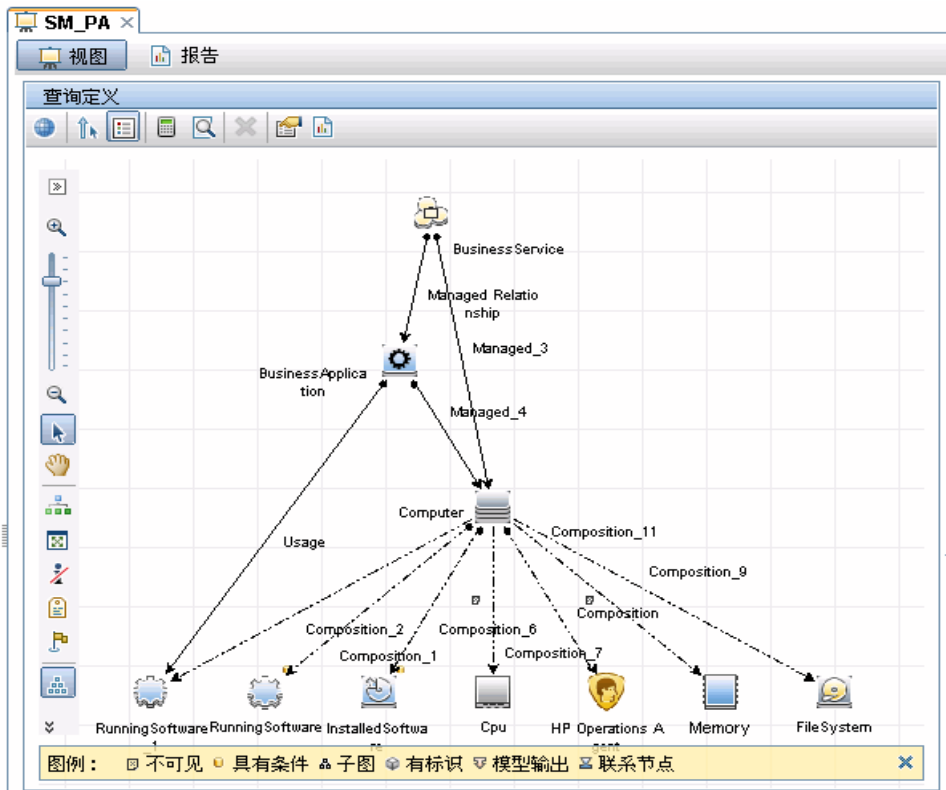 SM_PA
视图 报告
查询定义
BusinessService
Managed Relatio
nship
Managed_3
BusinessApplica
tion
Managed_4
Computer
Composition_11
Usage
Composition_9
Composition
Composition_2
Composition_6
Composition_1
Composition_7
RunningSoftware
_1
RunningSoftware
InstalledSoftwa
re
Cpu
HP Operations A
gent
Memory
FileSystem
图例： 不可见 具有条件 子图 有标识 模型输出 联系节点